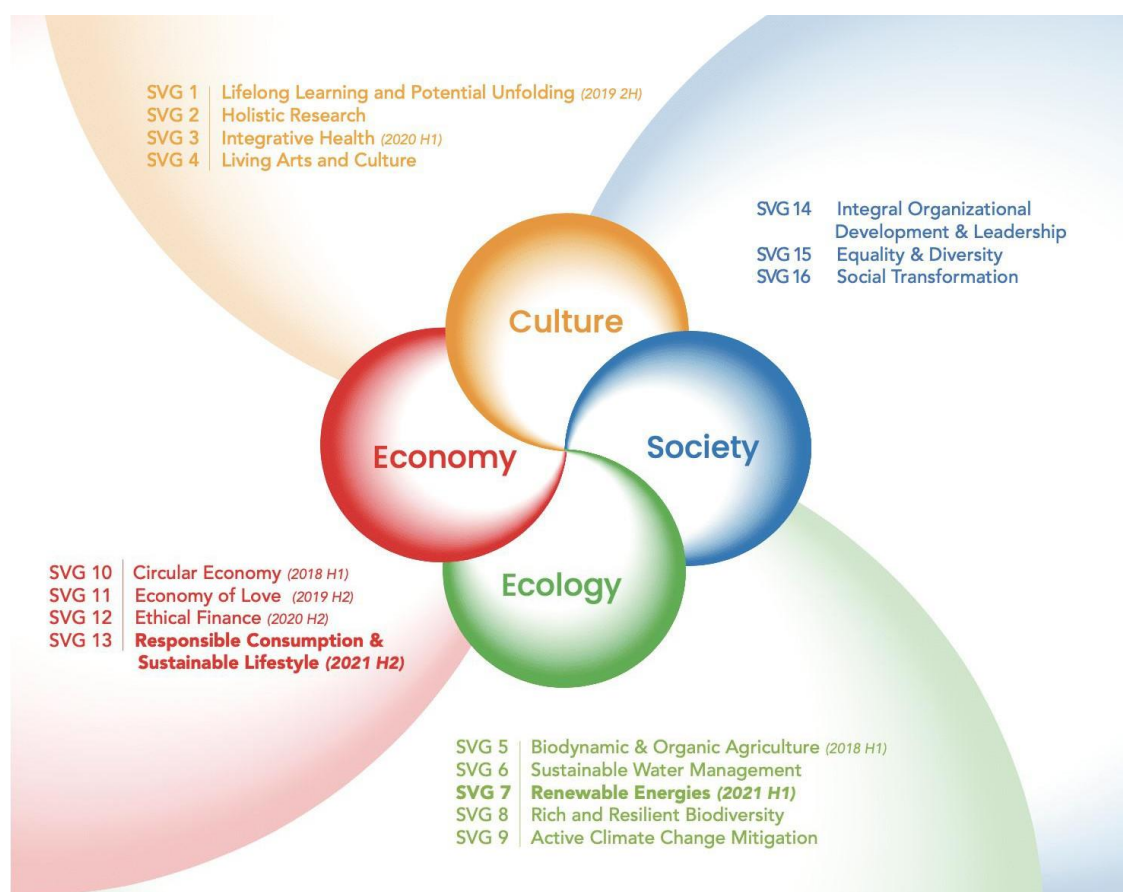 SVG 1 Lifelong Learning and Potential Unfolding (2019 2H)
SVG 2 Holistic Research
SVG 3 Integrative Health (2020 H1)
SVG 4 Living Arts and Culture
SVG 14 Integral Organizational
Development & Leadership
SVG 15 Equality & Diversity
SVG 16 Social Transformation
Culture
Society
Economy
Ecology
SVG 10 Circular Economy (2018 H1)
SVG 11 Economy of Love (2019 H2)
SVG 12 Ethical Finance (2020 H2)
SVG 13 Responsible Consumption &
Sustainable Lifestyle (2021 H2)
SVG 5 Biodynamic & Organic Agriculture (2018 H1)
SVG 6 Sustainable Water Management
SVG 7 Renewable Energies (2021 H1)
SVG 8 Rich and Resilient Biodiversity
SVG 9 Active Climate Change Mitigation